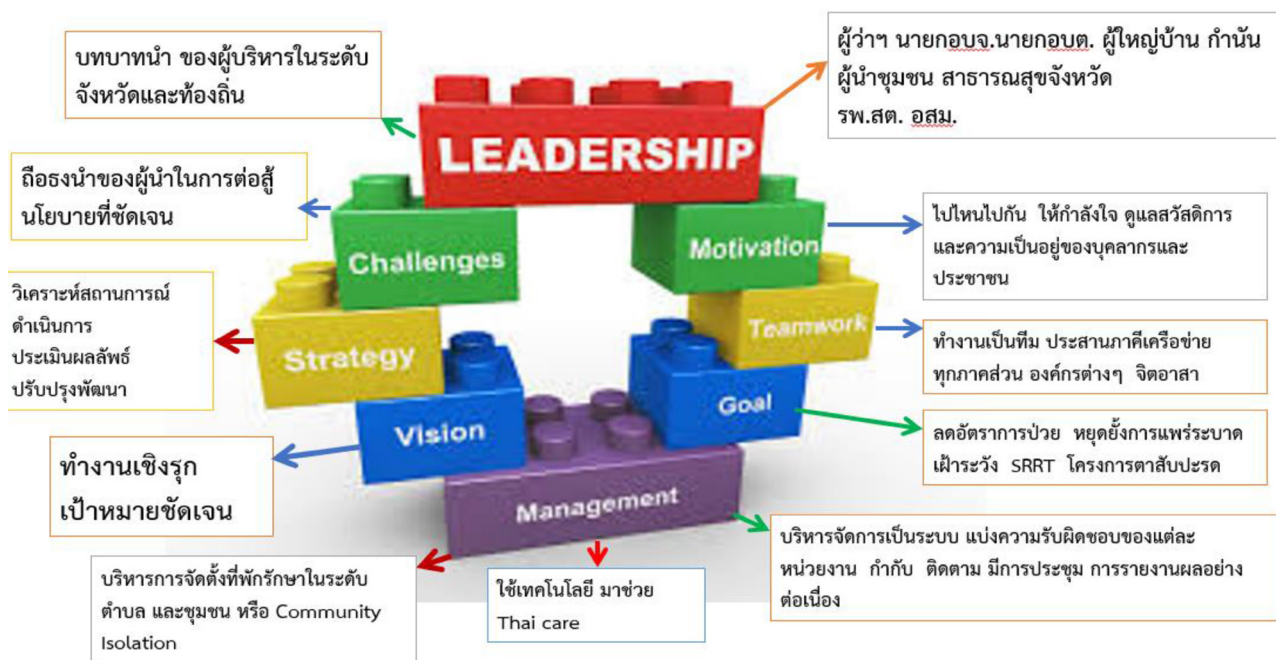 บทบาทนำ ของผู้บริหารในระดับ
จังหวัดและท้องถิ่น
ผู้ว่าฯ นายกอบจ.นายกอบต. ผู้ใหญ่บ้าน กำนัน
ผู้นำชุมชน สาธารณสุขจังหวัด
รพ.สต. อสม.
LEADERSHIP
ถือธงนำของผู้นำในการต่อสู้
นโยบายที่ชัดเจน
Challenges
Motivation
ไปไหนไปกัน ให้กำลังใจ ดูแลสวัสดิการ
และความเป็นอยู่ของบุคลากรและ
ประชาชน
วิเคราะห์สถานการณ์
ดำเนินการ
ประเมินผลลัพธ์
ปรับปรุงพัฒนา
Strategy
Teamwork
ทำงานเป็นทีม ประสานภาคีเครือข่าย
ทุกภาคส่วน องค์กรต่างๆ จิตอาสา
Vision
Goal
ลดอัตราการป่วย หยุดยั้งการแพร่ระบาด
เฝ้าระวัง SRRT โครงการตาสับปะรด
ทำงานเชิงรุก
เป้าหมายชัดเจน
Management
บริหารจัดการเป็นระบบ แบ่งความรับผิดชอบของแต่ละ
หน่วยงาน กำกับ ติดตาม มีการประชุม การรายงานผลอย่าง
ต่อเนื่อง
บริหารการจัดตั้งที่พักรักษาในระดับ
ตำบล และชุมชน หรือ Community
Isolation
ใช้เทคโนโลยี มาช่วย
Thai care